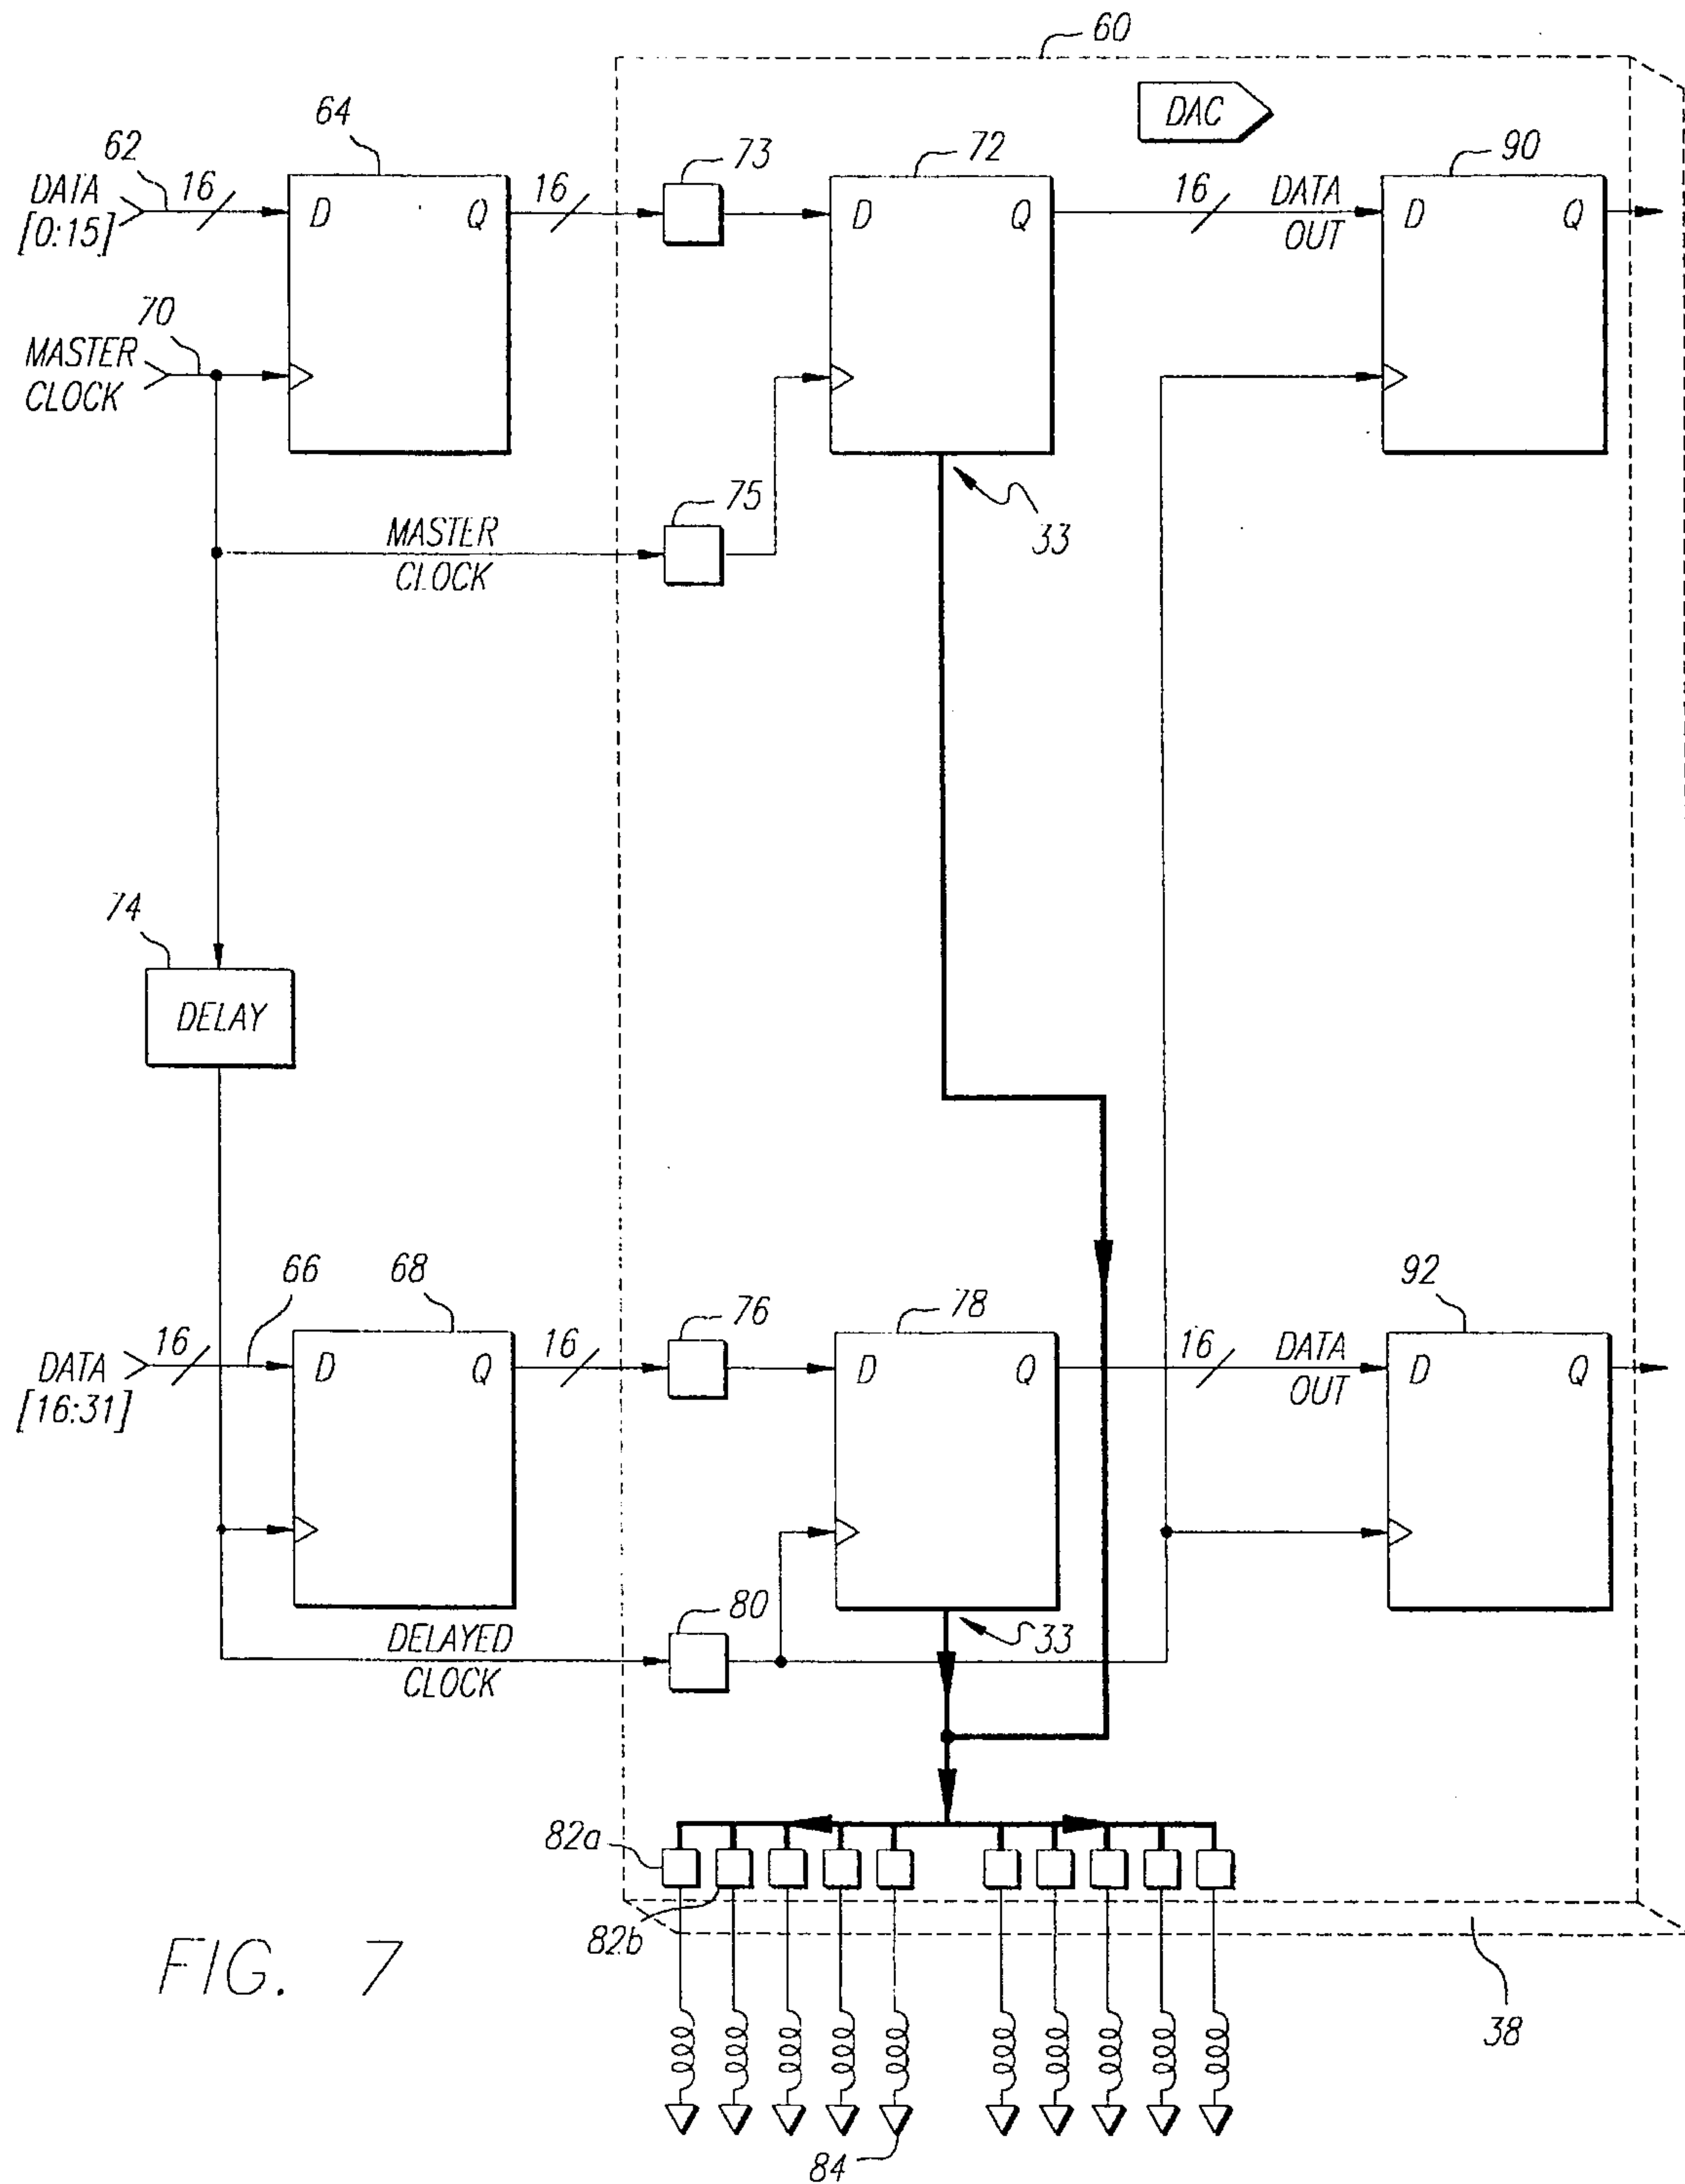 60
DAC
62
64
73
72
90
DATA
[0:15]
16
D
Q
16
D
Q
16
DATA
OUT
D
Q
70
MASTER
CLOCK
75
33
MASTER
CLOCK
74
DELAY
66
68
76
78
92
DATA
[16:31]
16
D
Q
16
D
Q
16
DATA
OUT
D
Q
80
33
DELAYED
CLOCK
82a
82b
FIG. 7
38
84